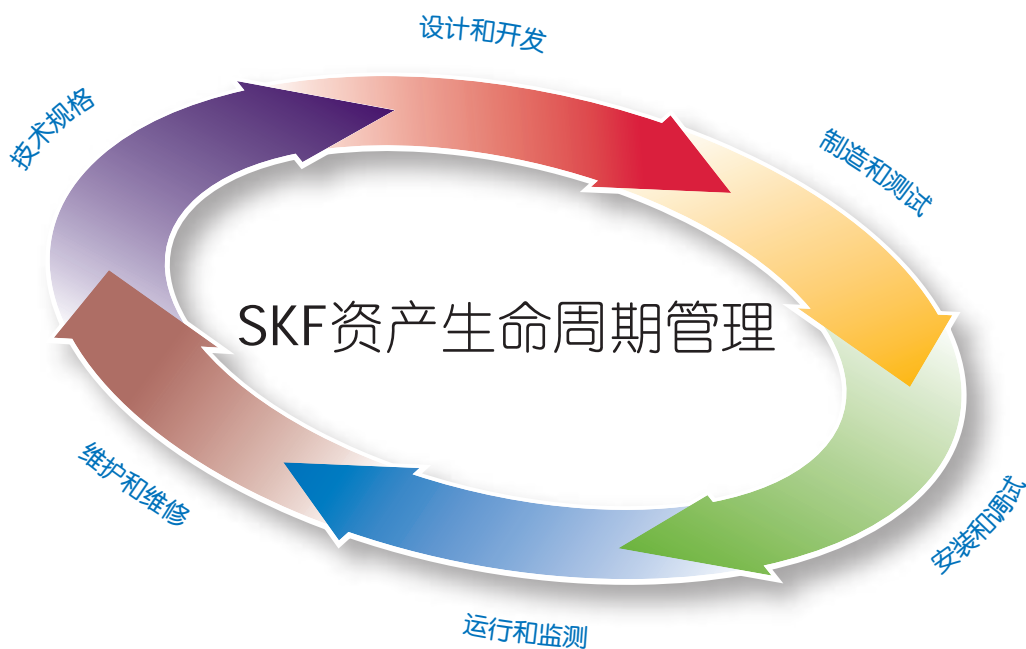 设计和开发
技术规格
制造和测试
SKF资产生命周期管理
维护和维修
安装和调试
运行和监测